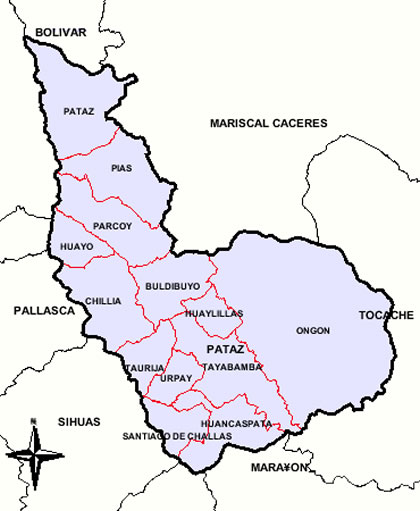 BOLIVAR
PATAZ
MARISCAL CACERES
PIAS
PARCOY
HUAYO
BULDIBUYO
CHILLIA
PALLASCA
HUAYLILLAS
TOCACHE
ONGON
PATAZ
TAURIJA
TAYABAMBA
URPAY
SIHUAS
HUANCASPATA
N
SANTIAGO DE CHALLAS
MARA¥ON